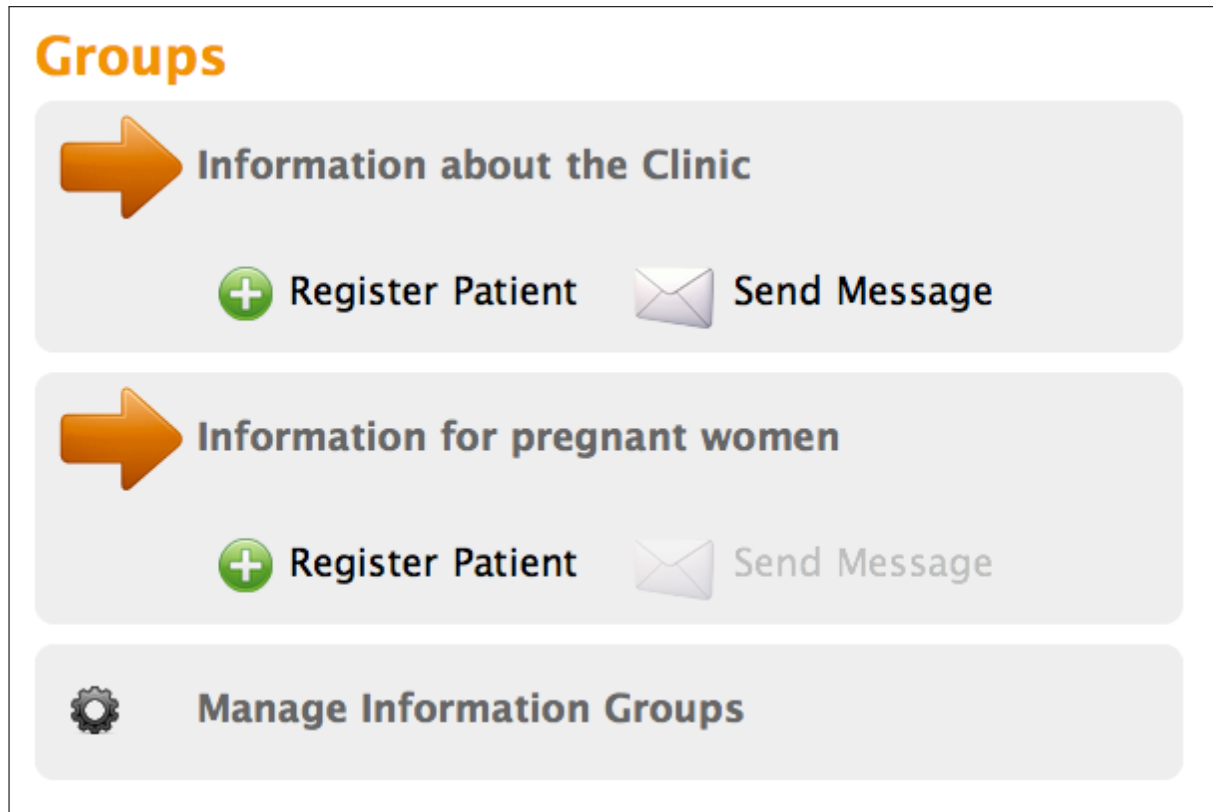 Groups
Information about the Clinic
Register Patient Send Message
Information for pregnant women
Register Patient Send Message
Manage Information Groups